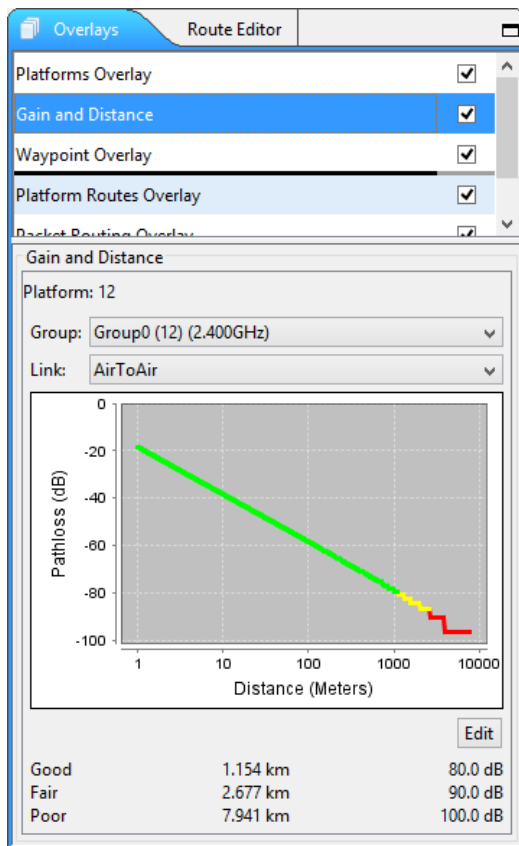 Overlays Route Editor
Platforms Overlay
Gain and Distance
Waypoint Overlay
Platform Routes Overlay
Packet Routing Overlay
Gain and Distance
Platform: 12
Group: Group0 (12) (2.400GHz)
Link: AirToAir
0
-20
-40
-60
-80
-100
Pathloss (dB)
1 10 100 1000 10000
Distance (Meters)
Edit
Good 1.154 km 80.0 dB
Fair 2.677 km 90.0 dB
Poor 7.941 km 100.0 dB